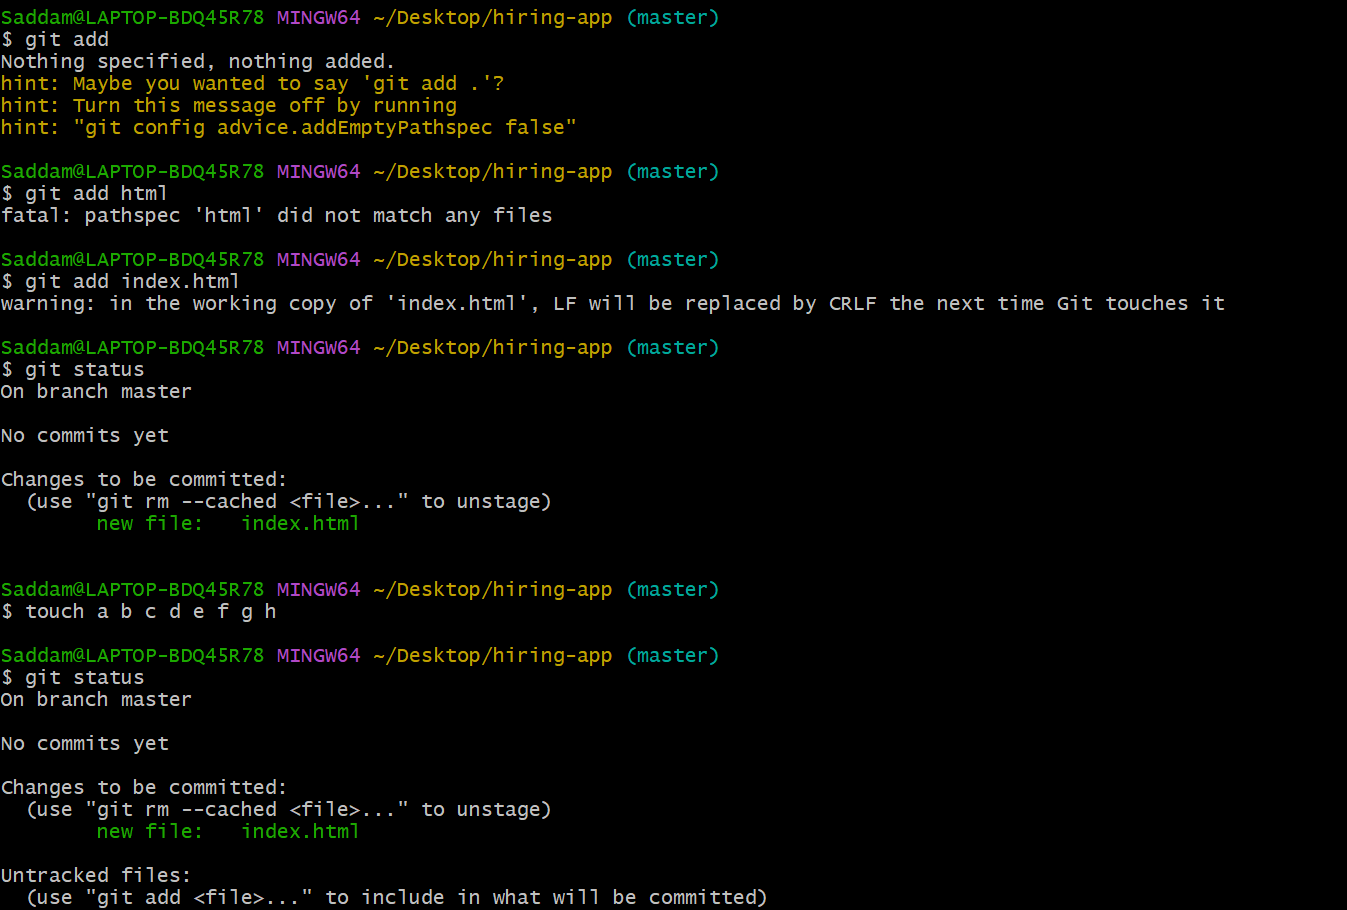 Saddam@LAPTOP-BDQ45R78 MINGW64 ~/Desktop/hiring-app (master)
$ git add
Nothing specified, nothing added.
hint: Maybe you wanted to say 'git add .'?
hint: Turn this message off by running
hint: "git config advice.addEmptyPathspec false"

Saddam@LAPTOP-BDQ45R78 MINGW64 ~/Desktop/hiring-app (master)
$ git add html
fatal: pathspec 'html' did not match any files

Saddam@LAPTOP-BDQ45R78 MINGW64 ~/Desktop/hiring-app (master)
$ git add index.html
warning: in the working copy of 'index.html', LF will be replaced by CRLF the next time Git touches it

Saddam@LAPTOP-BDQ45R78 MINGW64 ~/Desktop/hiring-app (master)
$ git status
On branch master

No commits yet

Changes to be committed:
  (use "git rm --cached <file>..." to unstage)
        new file:   index.html


Saddam@LAPTOP-BDQ45R78 MINGW64 ~/Desktop/hiring-app (master)
$ touch a b c d e f g h

Saddam@LAPTOP-BDQ45R78 MINGW64 ~/Desktop/hiring-app (master)
$ git status
On branch master

No commits yet

Changes to be committed:
  (use "git rm --cached <file>..." to unstage)
        new file:   index.html

Untracked files:
  (use "git add <file>..." to include in what will be committed)